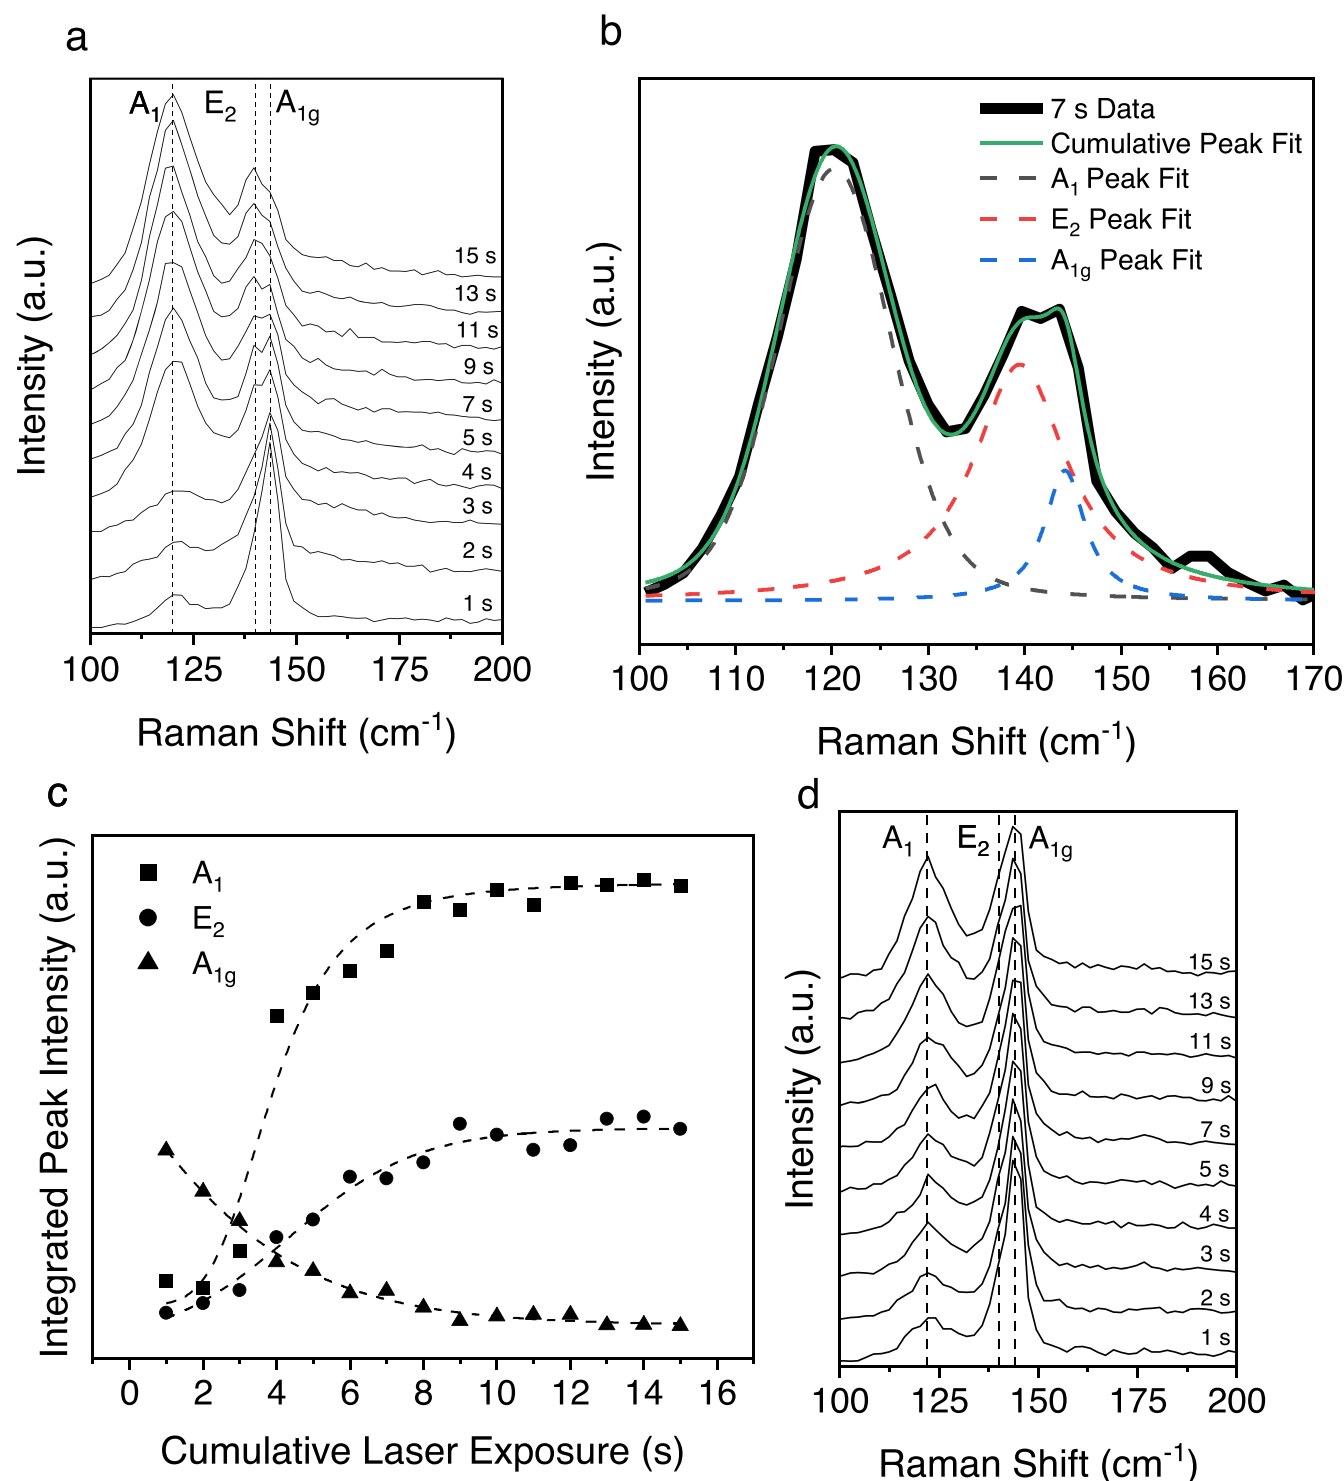 a
A1 E2 A1g
15 s
13 s
11 s
9 s
7 s
5 s
4 s
3 s
2 s
1 s
100 125 150 175 200
Raman Shift (cm-1)
Intensity (a.u.)
b
7 s Data
Cumulative Peak Fit
A1 Peak Fit
E2 Peak Fit
A1g Peak Fit
100 110 120 130 140 150 160 170
Raman Shift (cm-1)
Intensity (a.u.)
c
A1
E2
A1g
0 2 4 6 8 10 12 14 16
Cumulative Laser Exposure (s)
Integrated Peak Intensity (a.u.)
d
A1 E2 A1g
15 s
13 s
11 s
9 s
7 s
5 s
4 s
3 s
2 s
1 s
100 125 150 175 200
Raman Shift (cm-1)
Intensity (a.u.)